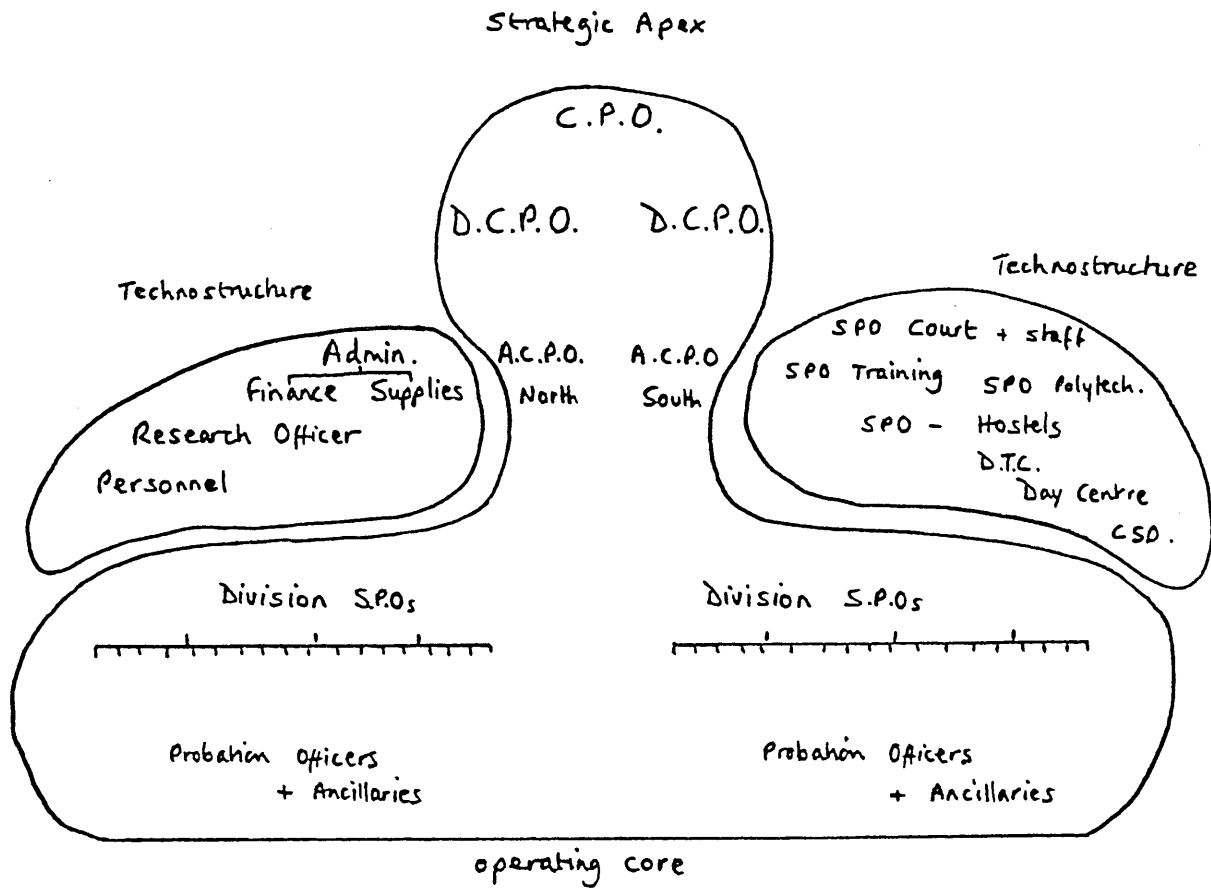 Strategic Apex
C.P.O.
D.C.P.O. D.C.P.O.
Technostructure
Admin.
Finance Supplies
Research Officer
Personnel
A.C.P.O. North
A.C.P.O South
Technostructure
SPO Court + staff
SPO Training SPO Polytech.
SPO - Hostels
D.T.C.
Day Centre
CSO.
Division S.P.Os Division S.P.Os
Probation Officers
+ Ancillaries
Probation Officers
+ Ancillaries
operating core